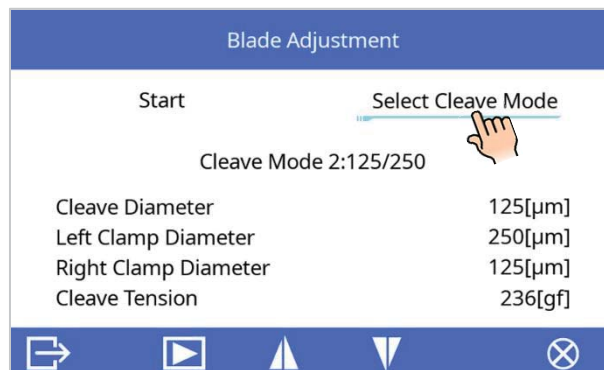 Blade Adjustment
Start Select Cleave Mode
Cleave Mode 2:125/250
Cleave Diameter 125[μm]
Left Clamp Diameter 250[μm]
Right Clamp Diameter 125[μm]
Cleave Tension 236[gf]